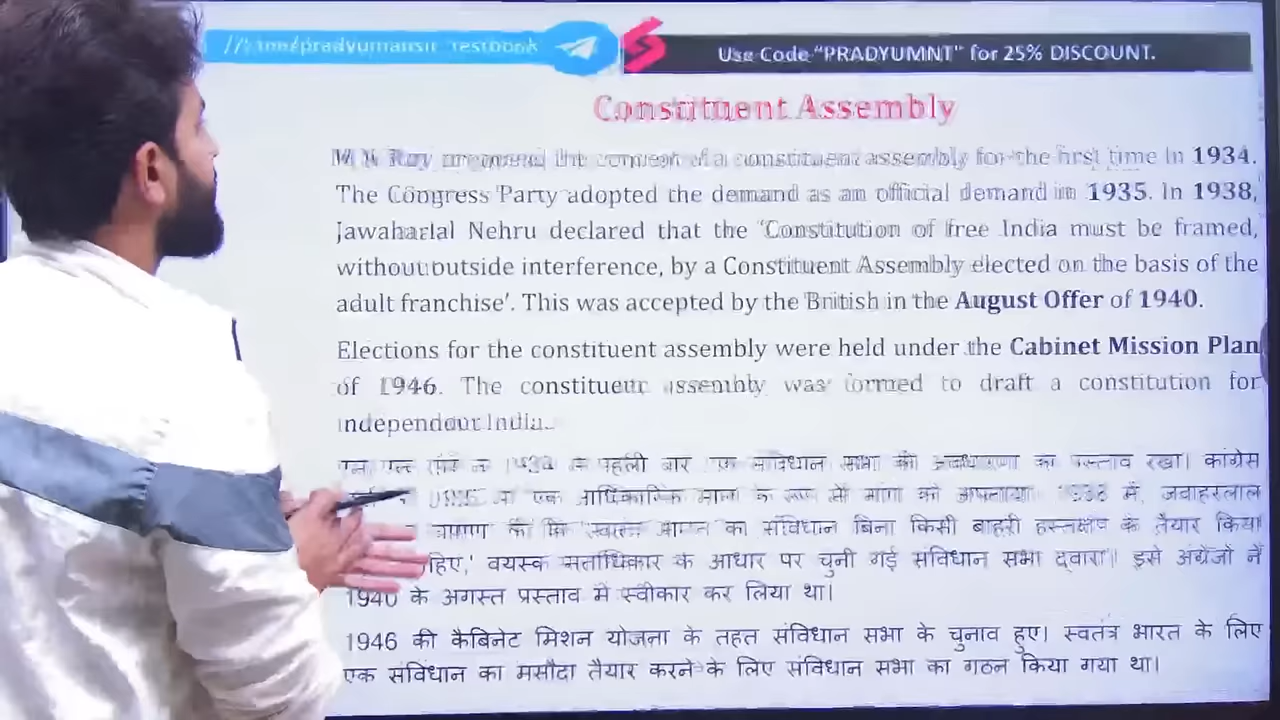 Use Code "PRADYUMNT" for 25% DISCOUNT.
Constituent Assembly
the concept of a constituent assembly for the first time in 1934.
The Congress Party adopted the demand as an official demand in 1935. In 1938,
Jawaharlal Nehru declared that the 'Constitution of free India must be framed,
without outside interference, by a Constituent Assembly elected on the basis of the
adult franchise'. This was accepted by the British in the August Offer of 1940.
Elections for the constituent assembly were held under the Cabinet Mission Plan
of 1946. The constituent assembly was formed to draft a constitution for
independent India.
पहली बार एक संविधान सभा की का प्रस्ताव रखा। कांग्रेस
एक आधिकारिक मांग के रूप में मांग को अपनाया। 1938 में, जवाहरलाल
कि 'स्वतंत्र भारत का संविधान बिना किसी बाहरी हस्तक्षेप के तैयार किया
वयस्क मताधिकार के आधार पर चुनी गई संविधान सभा द्वारा'। इसे अंग्रेजों ने
1940 के अगस्त प्रस्ताव में स्वीकार कर लिया था।
1946 की कैबिनेट मिशन योजना के तहत संविधान सभा के चुनाव हुए। स्वतंत्र भारत के लिए
एक संविधान का मसौदा तैयार करने के लिए संविधान सभा का गठन किया गया था।